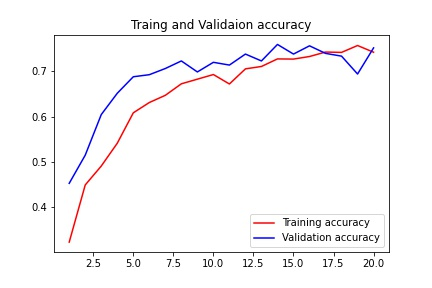 Traing and Validaion accuracy
0.7
0.6
0.5
0.4
Training accuracy
Validation accuracy
2.5 5.0 7.5 10.0 12.5 15.0 17.5 20.0